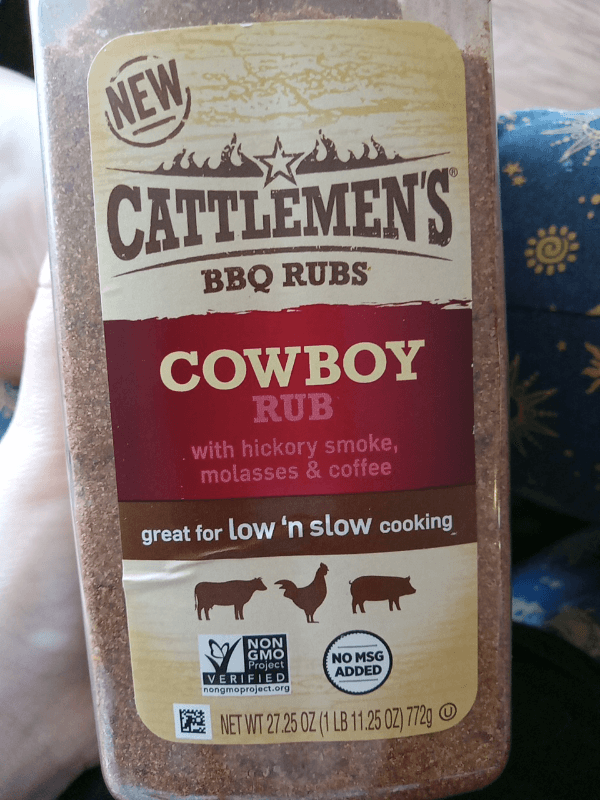 NEW
CATTLEMEN'S®
BBQ RUBS
COWBOY
RUB
with hickory smoke,
molasses & coffee
great for low 'n slow cooking
NON
GMO
Project
VERIFIED
nongmoproject.org
NO MSG
ADDED
NET WT 27.25 OZ (1 LB 11.25 OZ) 772g U